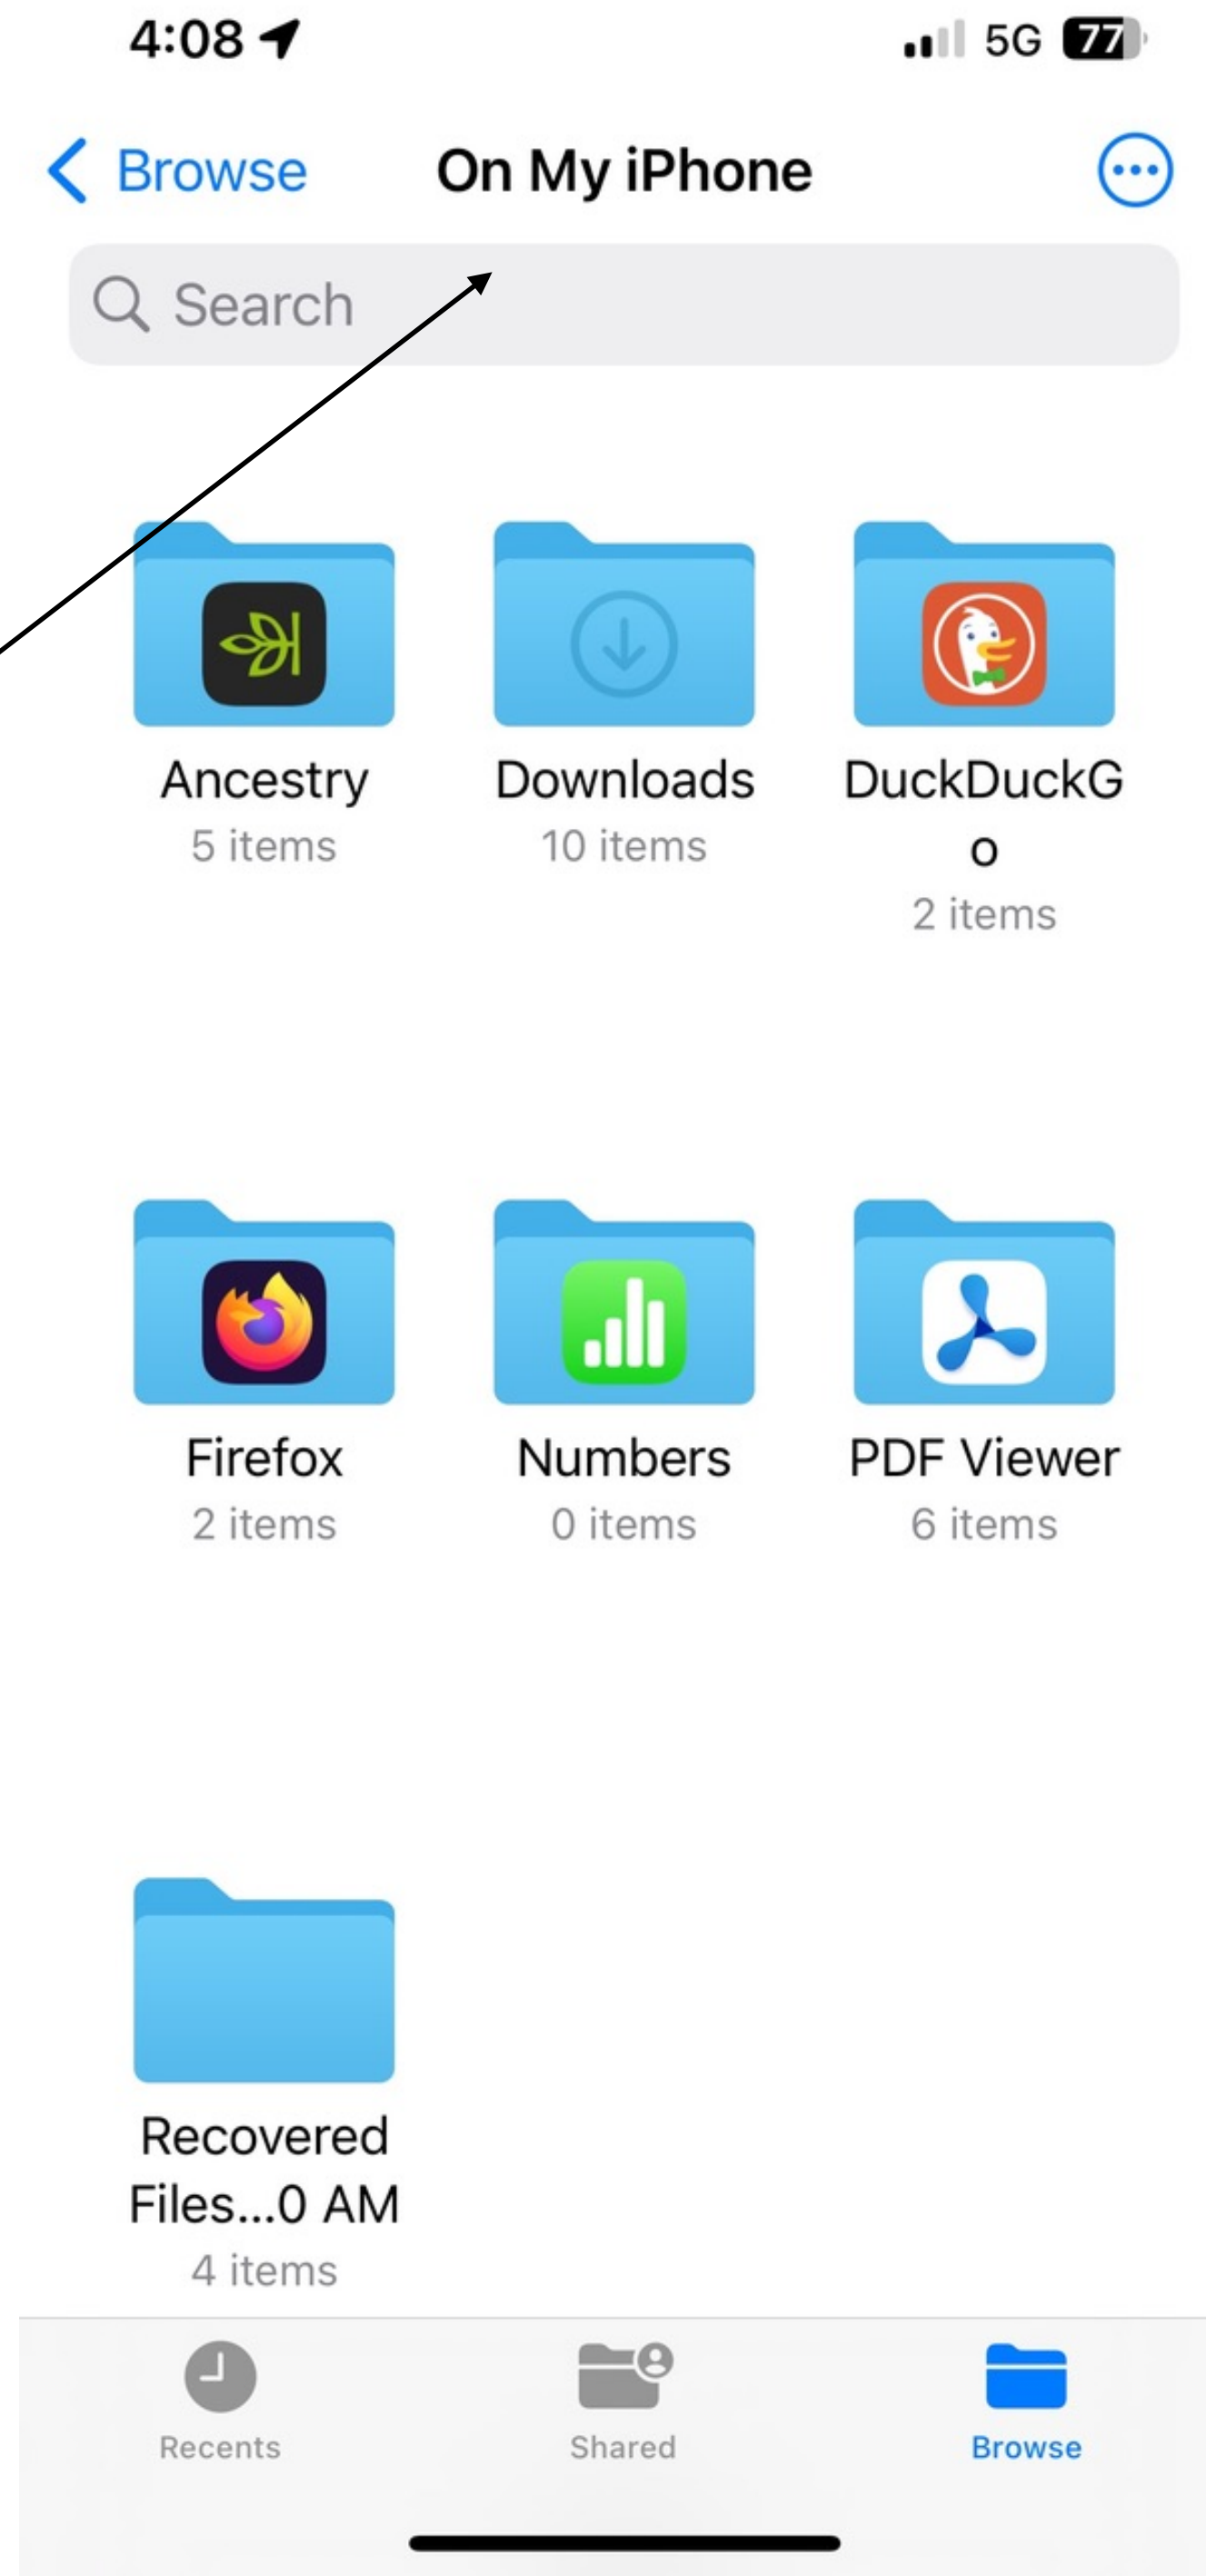 4:08 5G 77
Browse On My iPhone
Search
Ancestry Downloads DuckDuckG
o
5 items 10 items
2 items
Firefox Numbers PDF Viewer
2 items 0 items 6 items
Recovered
Files...0 AM
4 items
Recents Shared Browse